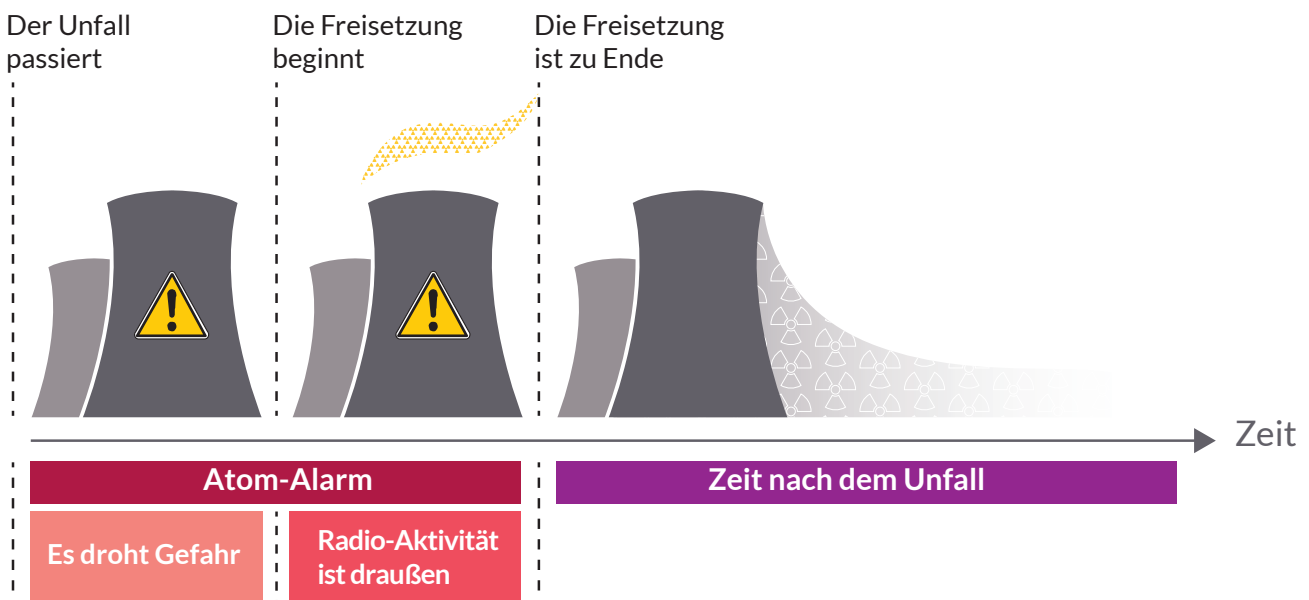 Der Unfall
passiert
Die Freisetzung
beginnt
Die Freisetzung
ist zu Ende
Zeit
Atom-Alarm
Zeit nach dem Unfall
Es droht Gefahr
Radio-Aktivität
ist draußen